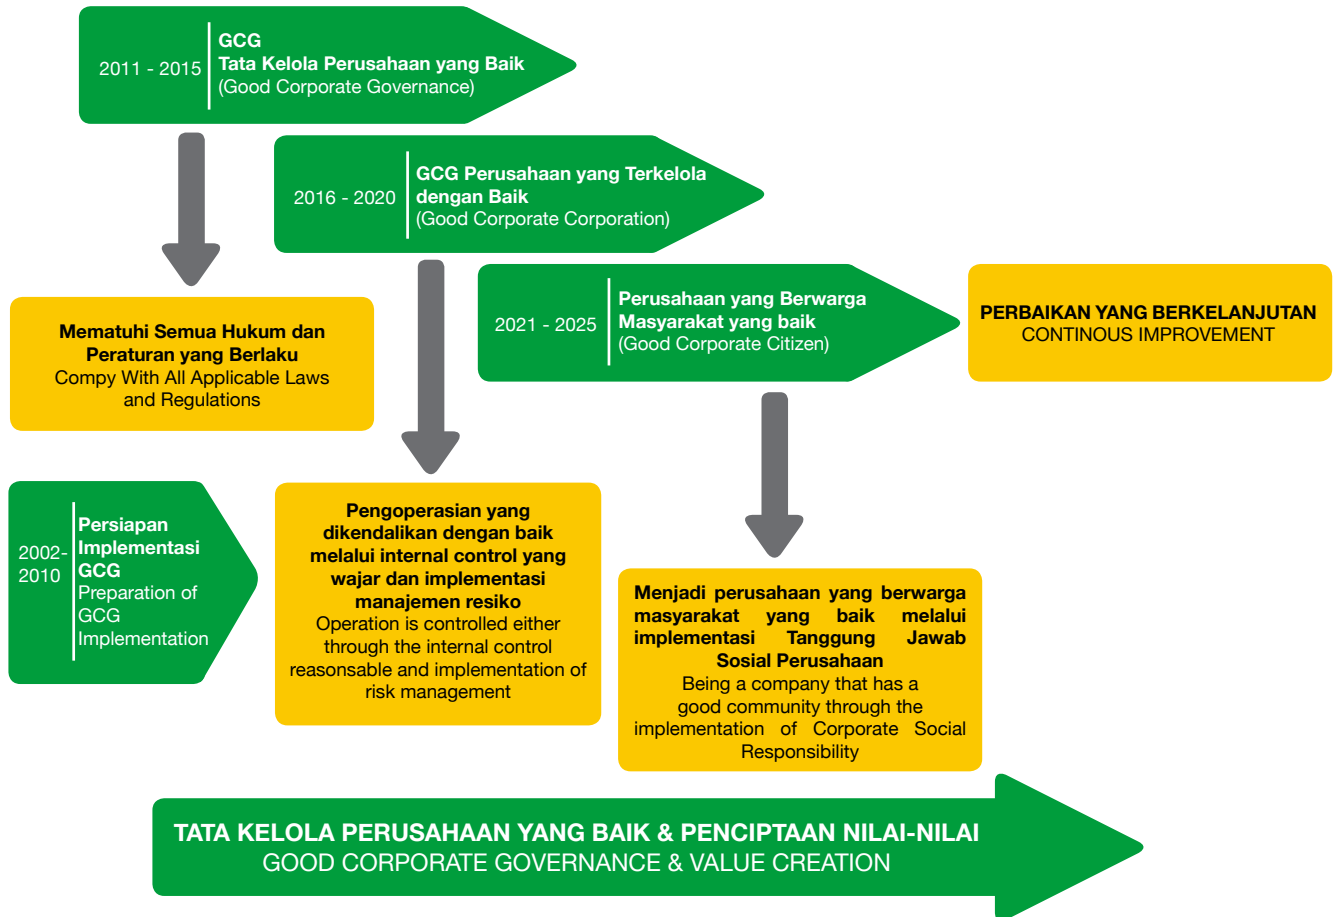 2011 - 2015
GCG
Tata Kelola Perusahaan yang Baik
(Good Corporate Governance)
2016 - 2020
GCG Perusahaan yang Terkelola
dengan Baik
(Good Corporate Corporation)
2021 - 2025
Perusahaan yang Berwarga
Masyarakat yang baik
(Good Corporate Citizen)
PERBAIKAN YANG BERKELANJUTAN
CONTINOUS IMPROVEMENT
Mematuhi Semua Hukum dan
Peraturan yang Berlaku
Compy With All Applicable Laws
and Regulations
2002-
2010
Persiapan
Implementasi
GCG
Preparation of
GCG
Implementation
Pengoperasian yang
dikendalikan dengan baik
melalui internal control yang
wajar dan implementasi
manajemen resiko
Operation is controlled either
through the internal control
reasonsable and implementation of
risk management
Menjadi perusahaan yang berwarga
masyarakat yang baik melalui
implementasi Tanggung Jawab
Sosial Perusahaan
Being a company that has a
good community through the
implementation of Corporate Social
Responsibility
TATA KELOLA PERUSAHAAN YANG BAIK & PENCIPTAAN NILAI-NILAI
GOOD CORPORATE GOVERNANCE & VALUE CREATION